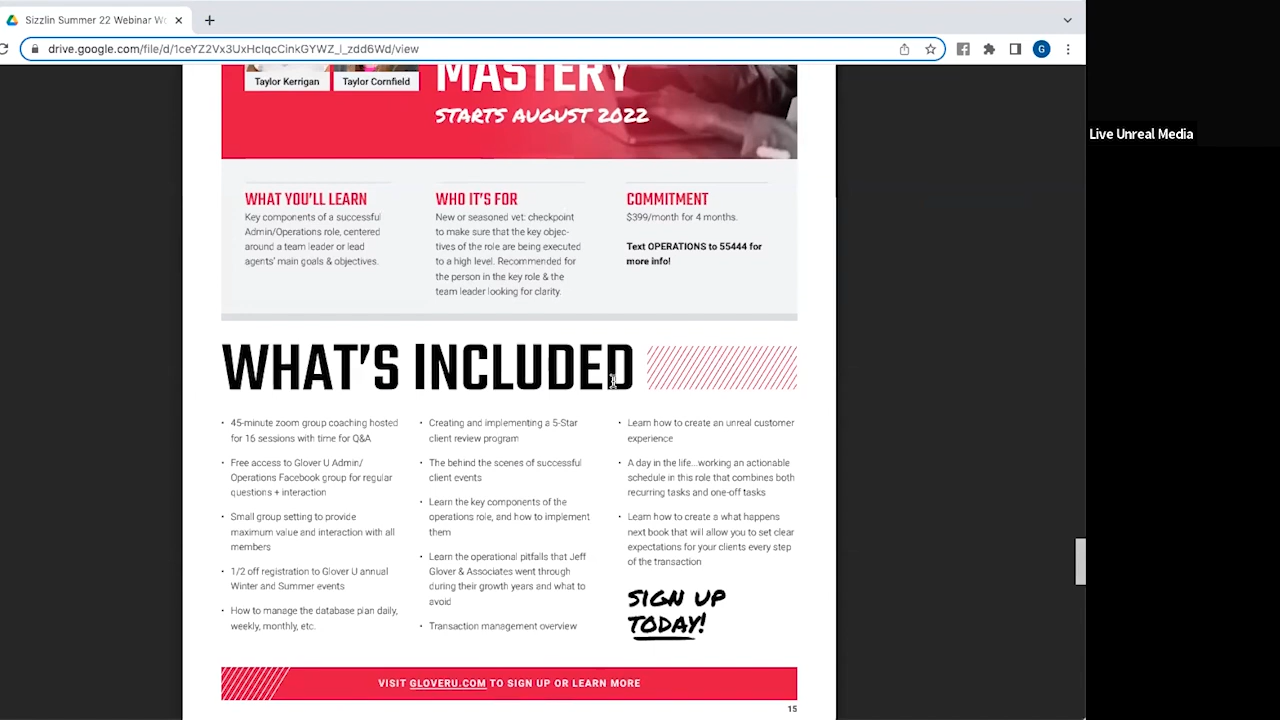 Sizzlin Summer 22 Webinar Wo
drive.google.com/file/d/1ceYZ2Vx3UxHcIqcCinkGYWZ_l_zdd6Wd/view
G
Live Unreal Media
Taylor Kerrigan
Taylor Cornfield
MASTERY
STARTS AUGUST 2022
WHAT YOU'LL LEARN
Key components of a successful
Admin/Operations role, centered
around a team leader or lead
agents' main goals & objectives.
WHO IT'S FOR
New or seasoned vet: checkpoint
to make sure that the key objec-
tives of the role are being executed
to a high level. Recommended for
the person in the key role & the
team leader looking for clarity.
COMMITMENT
$399/month for 4 months.
Text OPERATIONS to 55444 for
more info!
WHAT'S INCLUDED
• 45-minute zoom group coaching hosted
for 16 sessions with time for Q&A
• Free access to Glover U Admin/
Operations Facebook group for regular
questions + interaction
• Small group setting to provide
maximum value and interaction with all
members
• 1/2 off registration to Glover U annual
Winter and Summer events
• How to manage the database plan daily,
weekly, monthly, etc.
• Creating and implementing a 5-Star
client review program
• The behind the scenes of successful
client events
• Learn the key components of the
operations role, and how to implement
them
• Learn the operational pitfalls that Jeff
Glover & Associates went through
during their growth years and what to
avoid
• Transaction management overview
• Learn how to create an unreal customer
experience
• A day in the life...working an actionable
schedule in this role that combines both
recurring tasks and one-off tasks
• Learn how to create a what happens
next book that will allow you to set clear
expectations for your clients every step
of the transaction
SIGN UP
TODAY!
VISIT GLOVERU.COM TO SIGN UP OR LEARN MORE
15